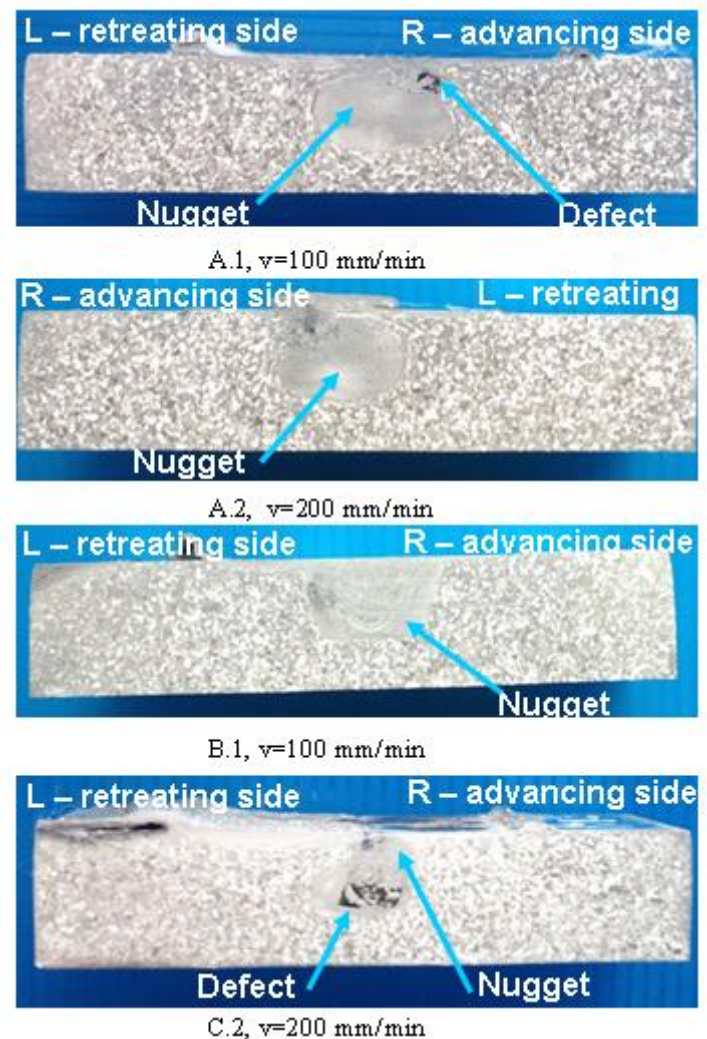 L – retreating side R – advancing side
Nugget Defect
A.1, v=100 mm/min
R – advancing side L – retreating
Nugget
A.2, v=200 mm/min
L – retreating side R – advancing side
Nugget
B.1, v=100 mm/min
L – retreating side R – advancing side
Defect Nugget
C.2, v=200 mm/min